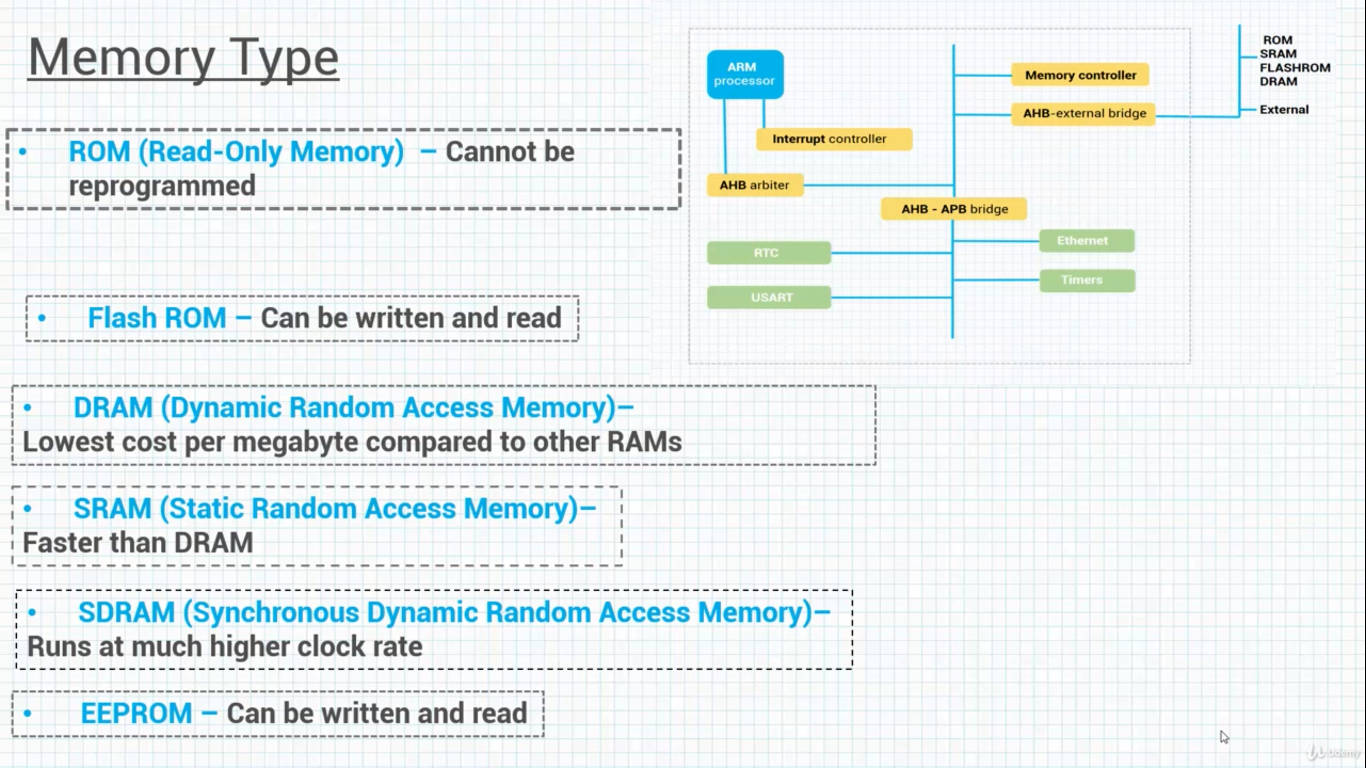 Memory Type
• ROM (Read-Only Memory) – Cannot be
reprogrammed
• Flash ROM – Can be written and read
• DRAM (Dynamic Random Access Memory)–
Lowest cost per megabyte compared to other RAMs
• SRAM (Static Random Access Memory)–
Faster than DRAM
• SDRAM (Synchronous Dynamic Random Access Memory)–
Runs at much higher clock rate
• EEPROM – Can be written and read
ARM
processor
Interrupt controller
AHB arbiter
Memory controller
AHB-external bridge
AHB - APB bridge
RTC
USART
Ethernet
Timers
ROM
SRAM
FLASHROM
DRAM
External
Udemy